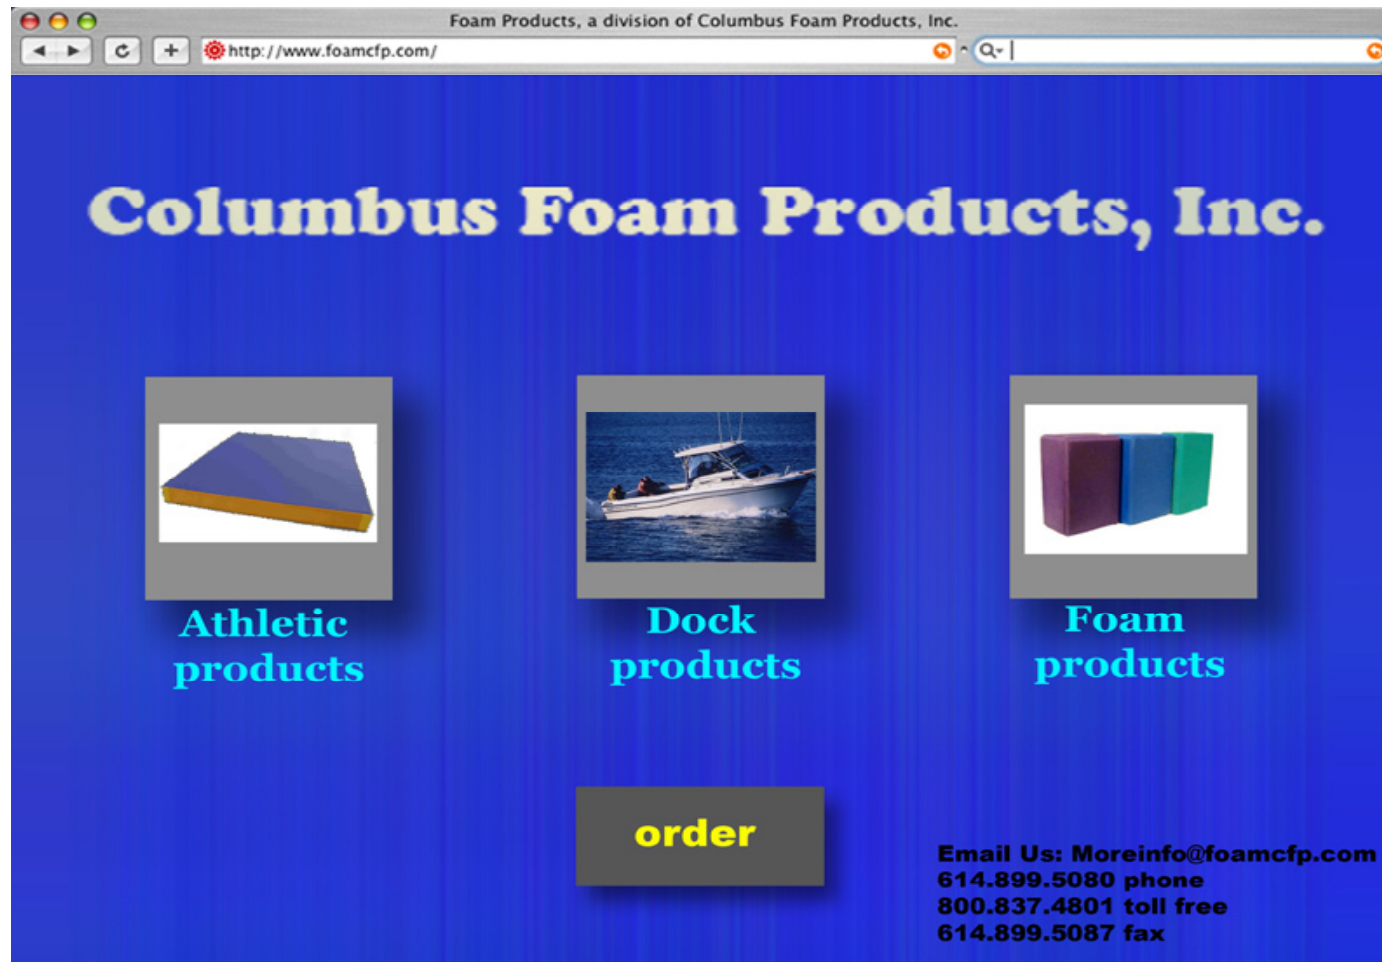 Foam Products, a division of Columbus Foam Products, Inc.
http://www.foamcfp.com/
Columbus Foam Products, Inc.
Athletic
products
Dock
products
Foam
products
order
Email Us: Moreinfo@foamcfp.com
614.899.5080 phone
800.837.4801 toll free
614.899.5087 fax